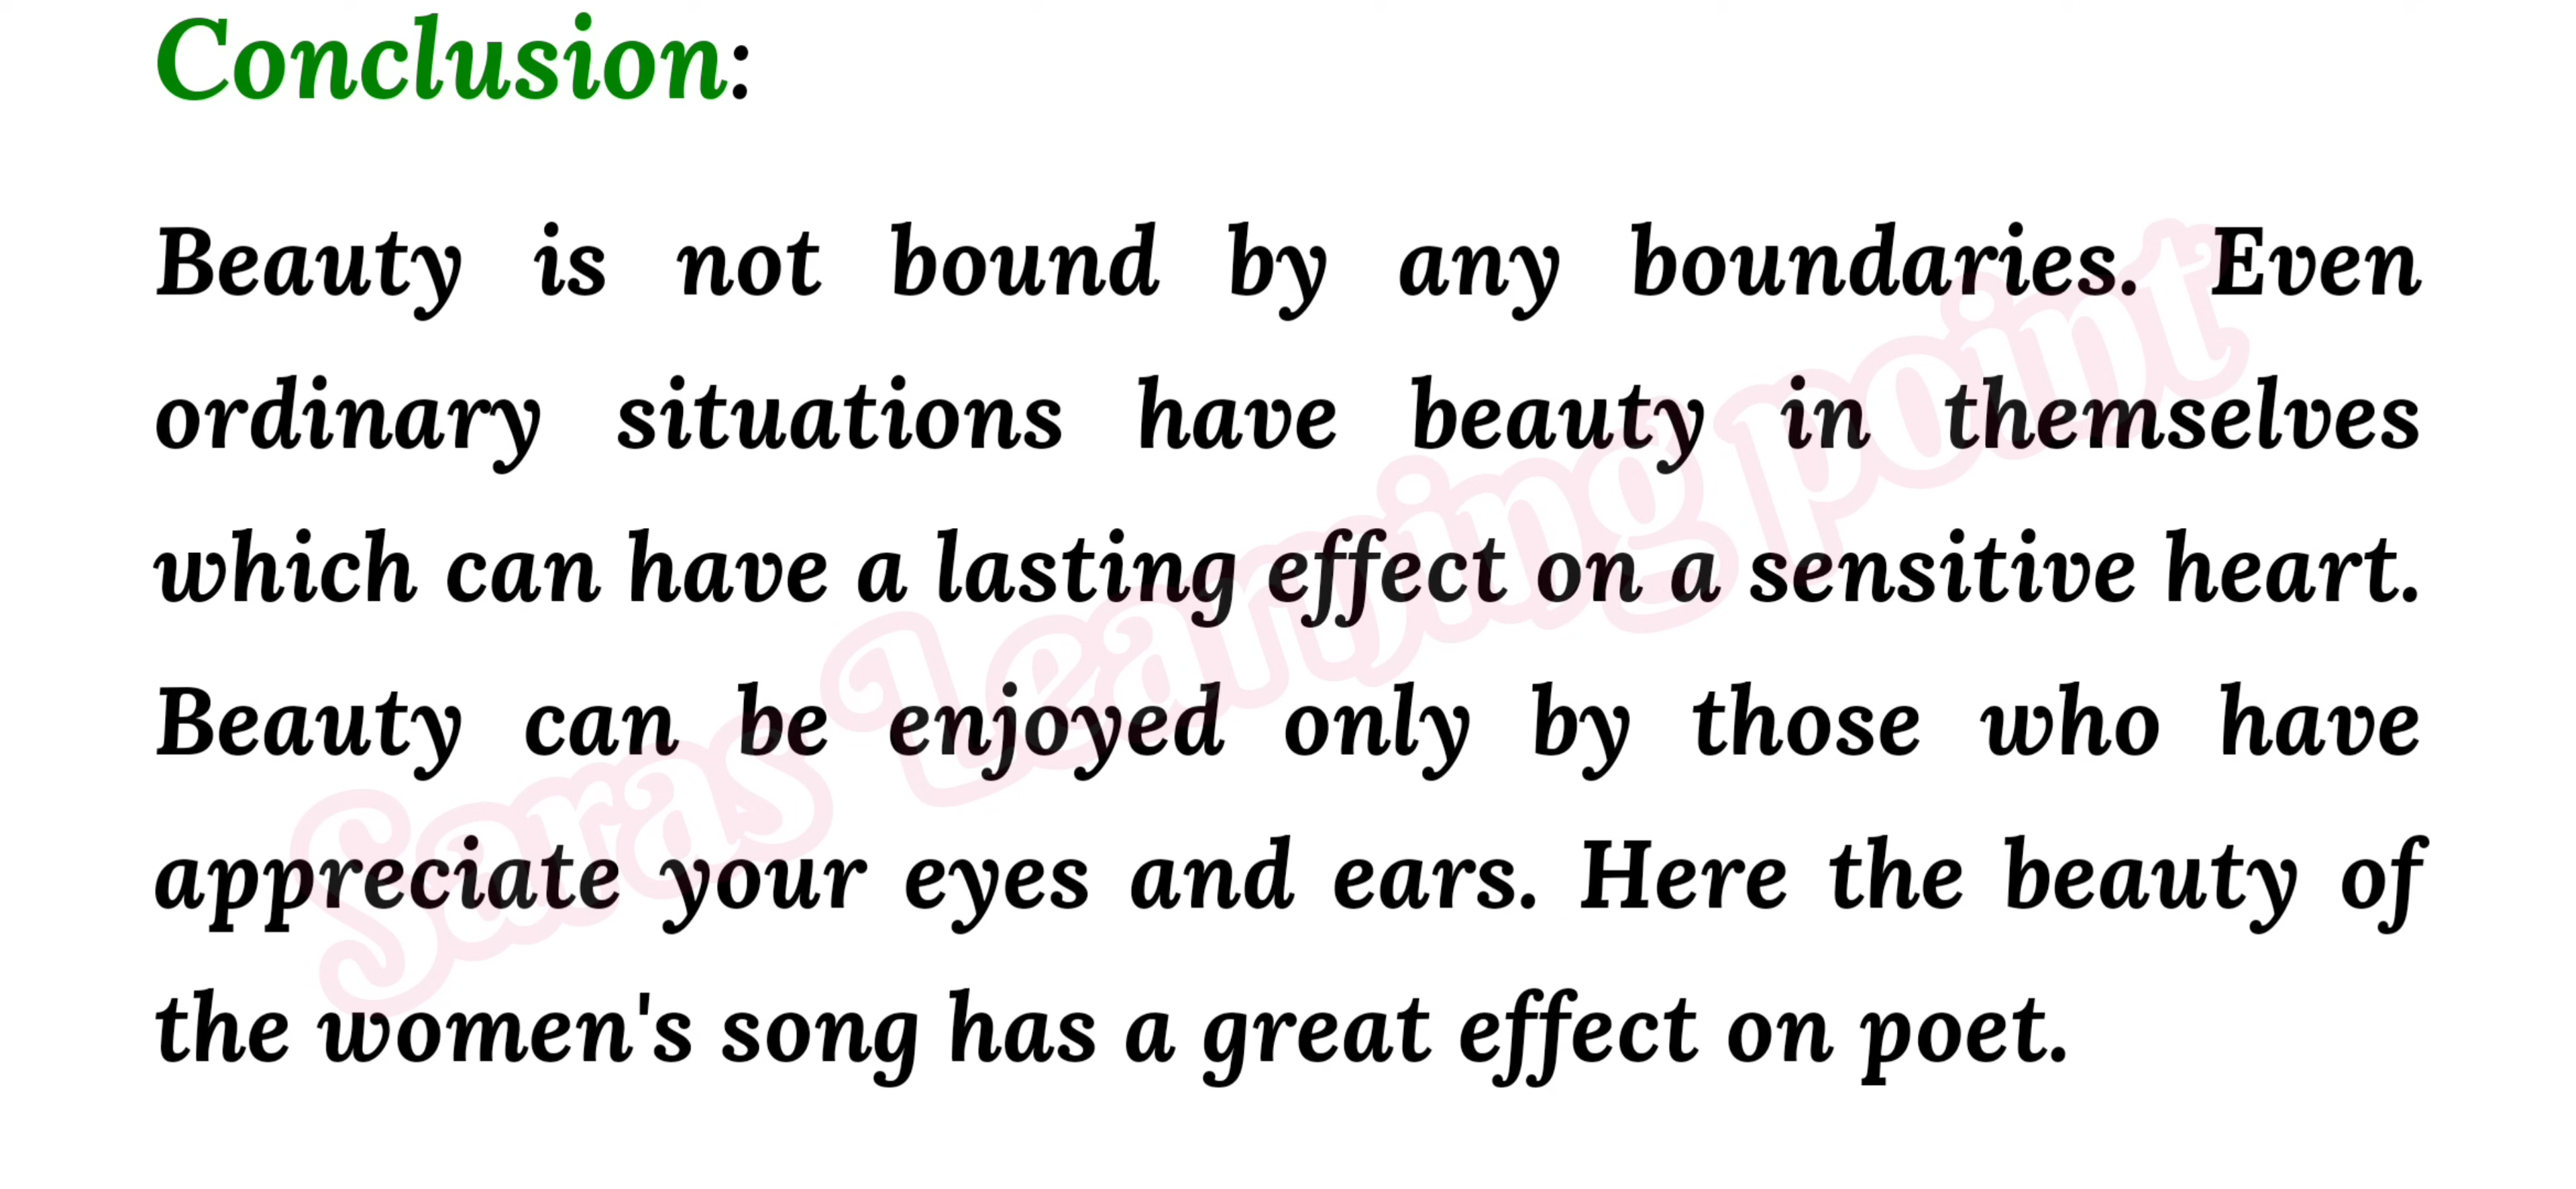 Conclusion:
Beauty is not bound by any boundaries. Even
ordinary situations have beauty in themselves
which can have a lasting effect on a sensitive heart.
Beauty can be enjoyed only by those who have
appreciate your eyes and ears. Here the beauty of
the women's song has a great effect on poet.
Saras Learning point